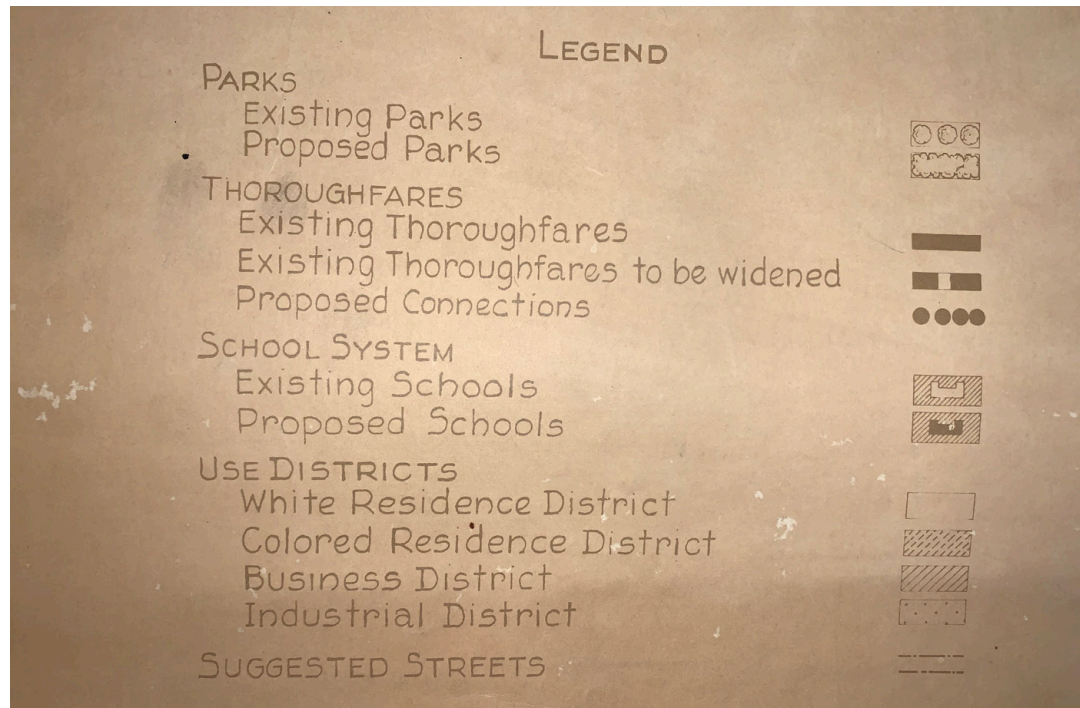 LEGEND
PARKS
Existing Parks
Proposed Parks
THOROUGHFARES
Existing Thoroughfares
Existing Thoroughfares to be widened
Proposed Connections
SCHOOL SYSTEM
Existing Schools
Proposed Schools
USE DISTRICTS
White Residence District
Colored Residence District
Business District
Industrial District
SUGGESTED STREETS